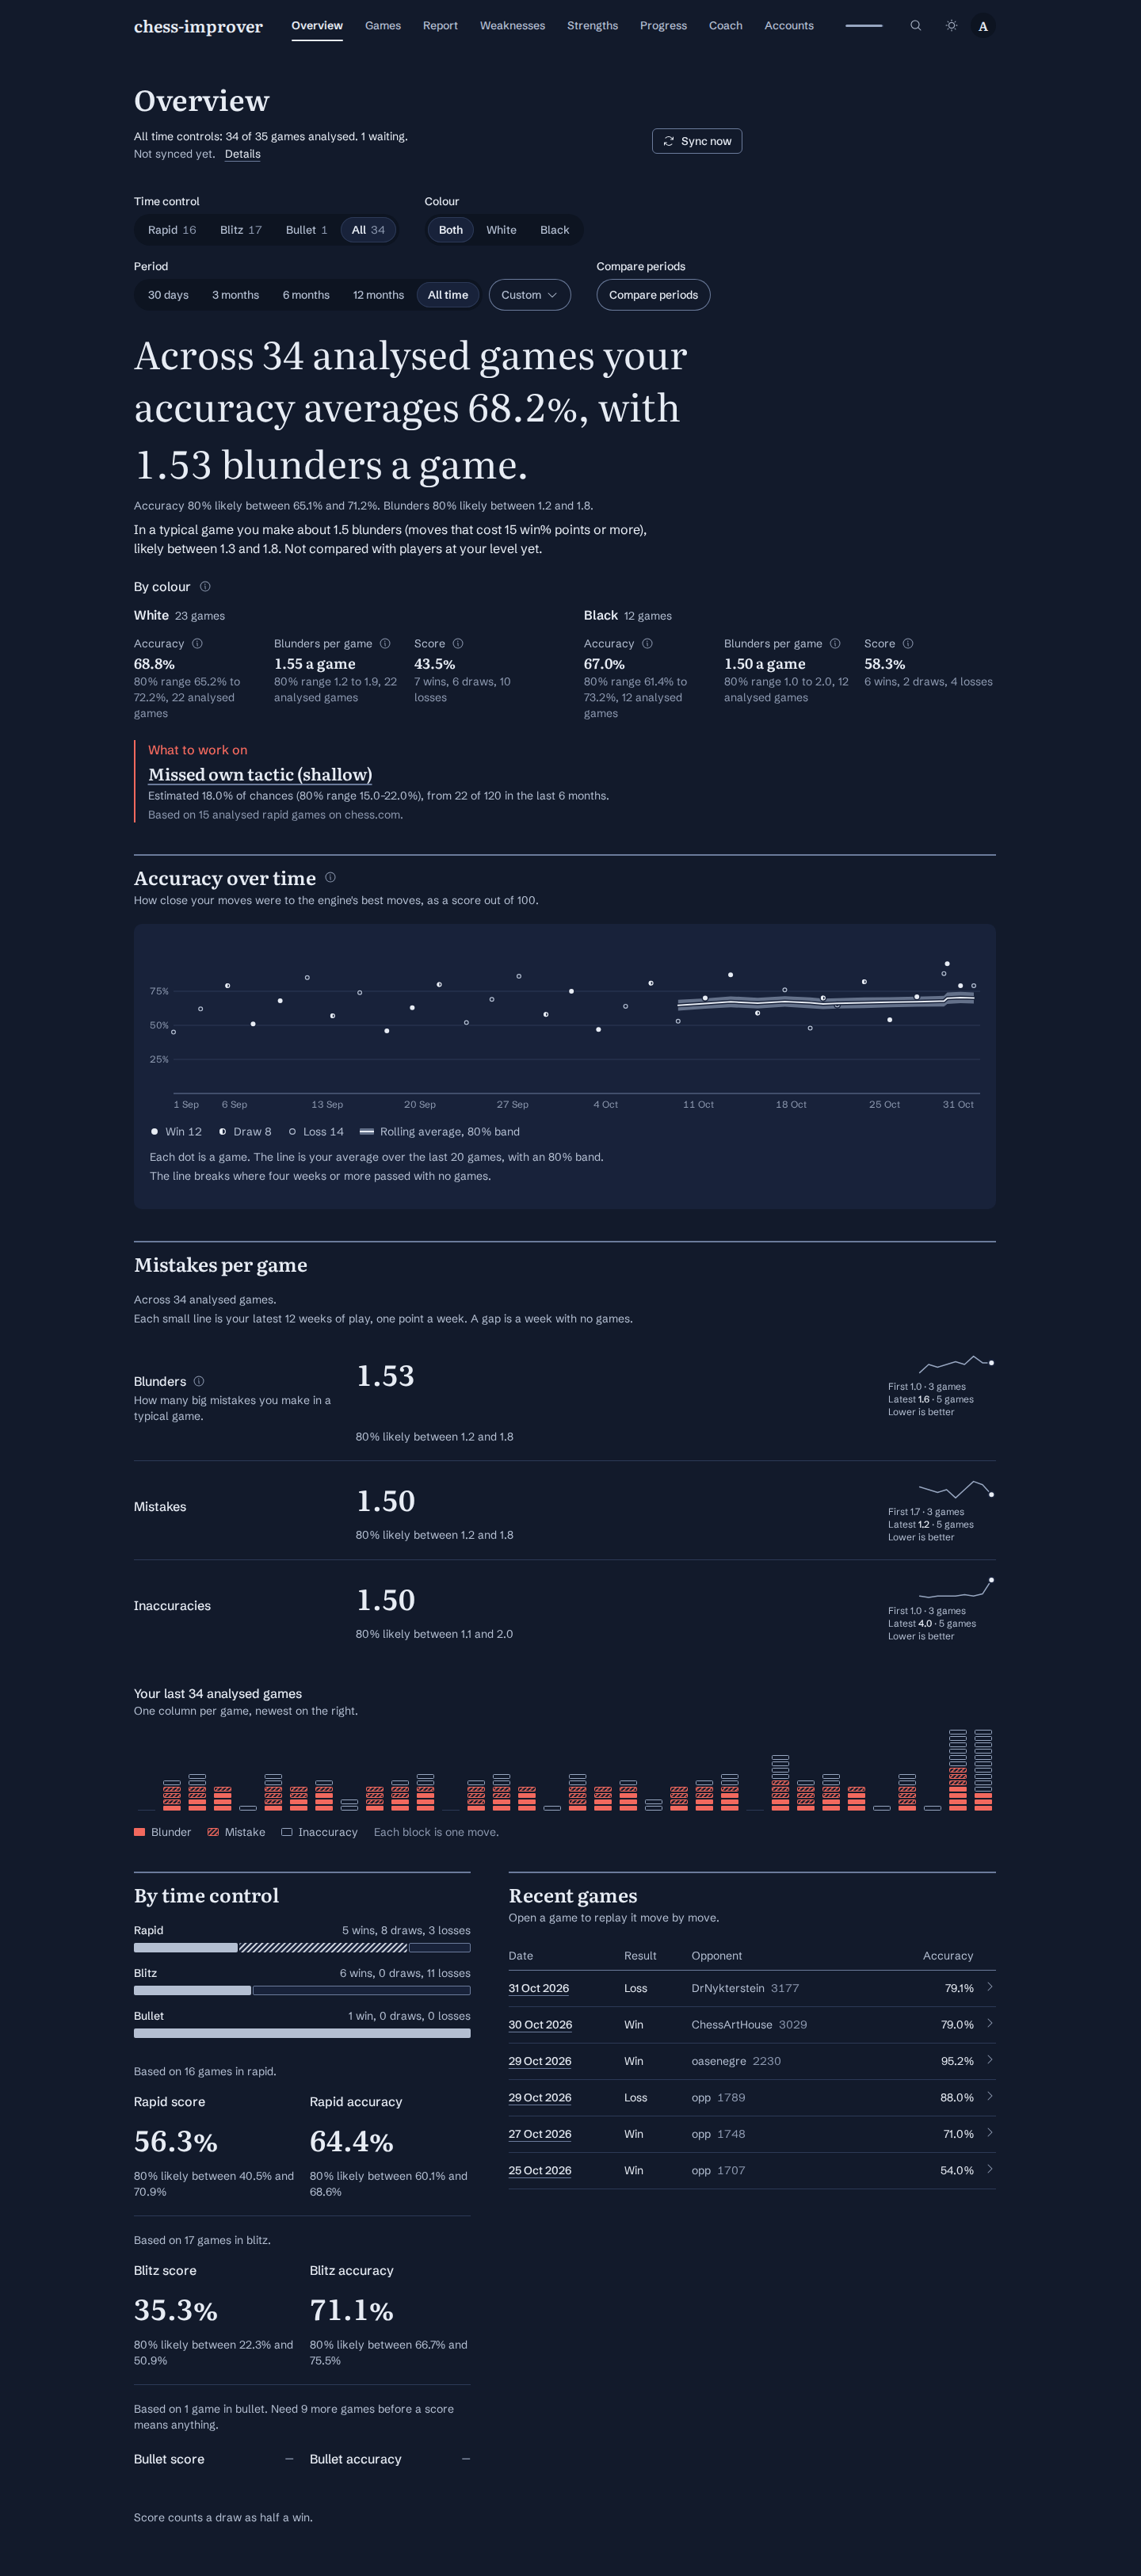 chess-improver
Overview Games Report Weaknesses Strengths Progress Coach Accounts
A
Overview
All time controls: 34 of 35 games analysed. 1 waiting.
Not synced yet. Details
Sync now
Time control
Rapid 16 Blitz 17 Bullet 1 All 34
Colour
Both White Black
Period
30 days 3 months 6 months 12 months All time Custom
Compare periods
Compare periods
Across 34 analysed games your
accuracy averages 68.2%, with
1.53 blunders a game.
Accuracy 80% likely between 65.1% and 71.2%. Blunders 80% likely between 1.2 and 1.8.
In a typical game you make about 1.5 blunders (moves that cost 15 win% points or more),
likely between 1.3 and 1.8. Not compared with players at your level yet.
By colour
White 23 games
Accuracy
68.8%
80% range 65.2% to
72.2%, 22 analysed
games
Blunders per game
1.55 a game
80% range 1.2 to 1.9, 22
analysed games
Score
43.5%
7 wins, 6 draws, 10
losses
Black 12 games
Accuracy
67.0%
80% range 61.4% to
73.2%, 12 analysed
games
Blunders per game
1.50 a game
80% range 1.0 to 2.0, 12
analysed games
Score
58.3%
6 wins, 2 draws, 4 losses
What to work on
Missed own tactic (shallow)
Estimated 18.0% of chances (80% range 15.0–22.0%), from 22 of 120 in the last 6 months.
Based on 15 analysed rapid games on chess.com.
Accuracy over time
How close your moves were to the engine's best moves, as a score out of 100.
75%
50%
25%
1 Sep 6 Sep 13 Sep 20 Sep 27 Sep 4 Oct 11 Oct 18 Oct 25 Oct 31 Oct
Win 12 Draw 8 Loss 14 Rolling average, 80% band
Each dot is a game. The line is your average over the last 20 games, with an 80% band.
The line breaks where four weeks or more passed with no games.
Mistakes per game
Across 34 analysed games.
Each small line is your latest 12 weeks of play, one point a week. A gap is a week with no games.
Blunders
How many big mistakes you make in a
typical game.
1.53
80% likely between 1.2 and 1.8
First 1.0 · 3 games
Latest 1.6 · 5 games
Lower is better
Mistakes
1.50
80% likely between 1.2 and 1.8
First 1.7 · 3 games
Latest 1.2 · 5 games
Lower is better
Inaccuracies
1.50
80% likely between 1.1 and 2.0
First 1.0 · 3 games
Latest 4.0 · 5 games
Lower is better
Your last 34 analysed games
One column per game, newest on the right.
Blunder Mistake Inaccuracy Each block is one move.
By time control
Rapid 5 wins, 8 draws, 3 losses
Blitz 6 wins, 0 draws, 11 losses
Bullet 1 win, 0 draws, 0 losses
Based on 16 games in rapid.
Rapid score
56.3%
80% likely between 40.5% and
70.9%
Rapid accuracy
64.4%
80% likely between 60.1% and
68.6%
Based on 17 games in blitz.
Blitz score
35.3%
80% likely between 22.3% and
50.9%
Blitz accuracy
71.1%
80% likely between 66.7% and
75.5%
Based on 1 game in bullet. Need 9 more games before a score
means anything.
Bullet score –
Bullet accuracy –
Score counts a draw as half a win.
Recent games
Open a game to replay it move by move.
Date Result Opponent Accuracy
31 Oct 2026 Loss DrNykterstein 3177 79.1%
30 Oct 2026 Win ChessArtHouse 3029 79.0%
29 Oct 2026 Win oasenegre 2230 95.2%
29 Oct 2026 Loss opp 1789 88.0%
27 Oct 2026 Win opp 1748 71.0%
25 Oct 2026 Win opp 1707 54.0%